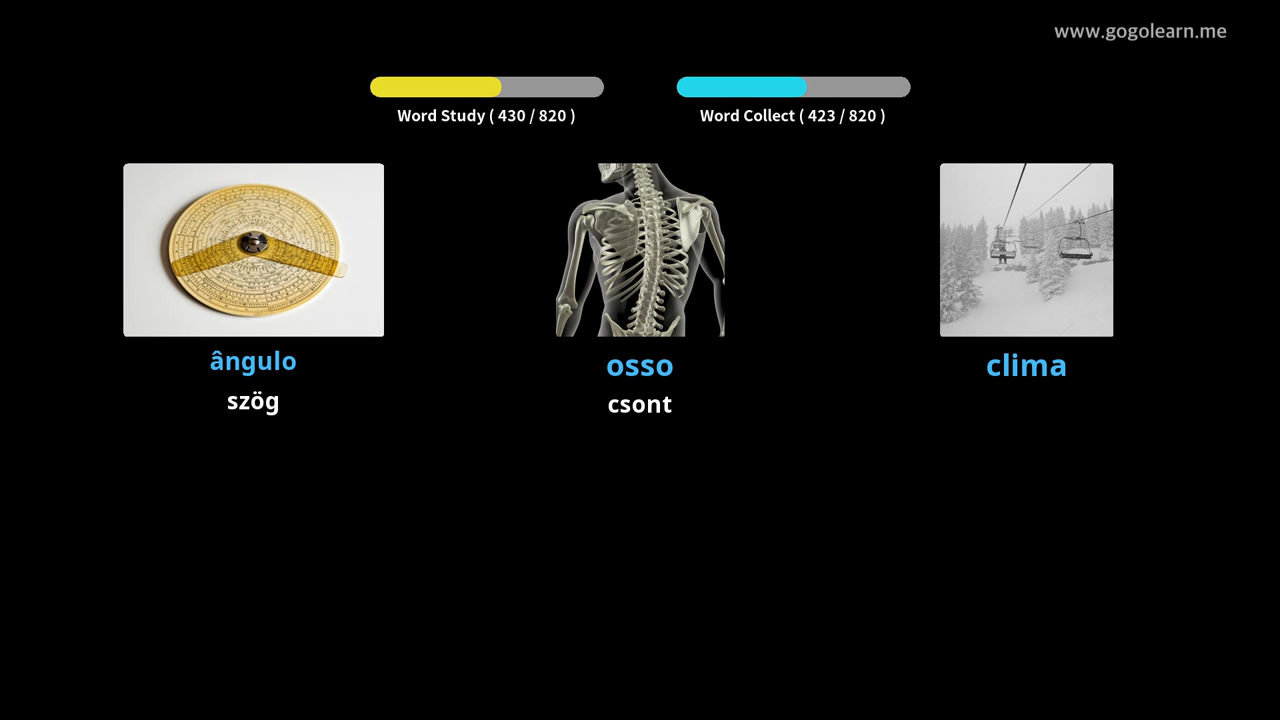 www.gogolearn.me
Word Study ( 430 / 820 )
Word Collect ( 423 / 820 )
ângulo
szög
osso
csont
clima